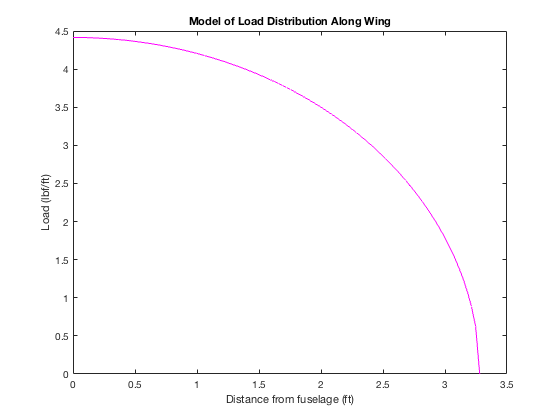 Model of Load Distribution Along Wing
4.5
4
3.5
3
2.5
2
1.5
1
0.5
0
Load (lbf/ft)
0 0.5 1 1.5 2 2.5 3 3.5
Distance from fuselage (ft)